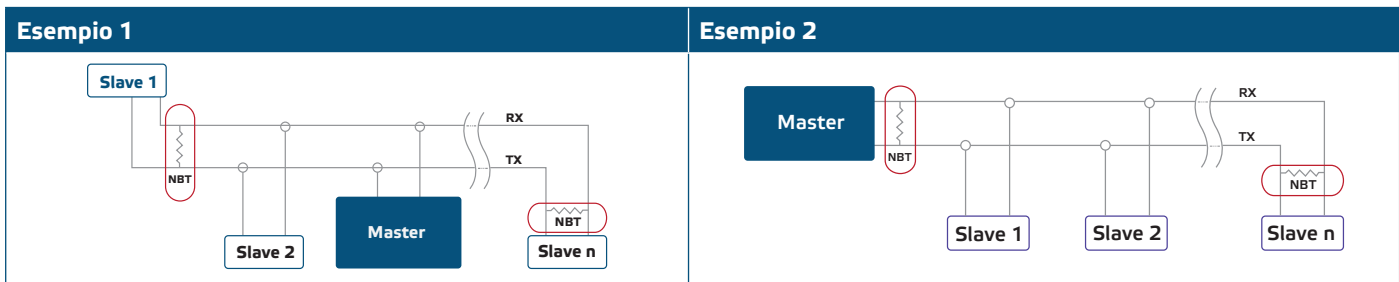 Esempio 1
Slave 1
RX
TX
NBT
NBT
Master
Slave 2
Slave n
Esempio 2
RX
Master
TX
NBT
NBT
Slave 1
Slave 2
Slave n